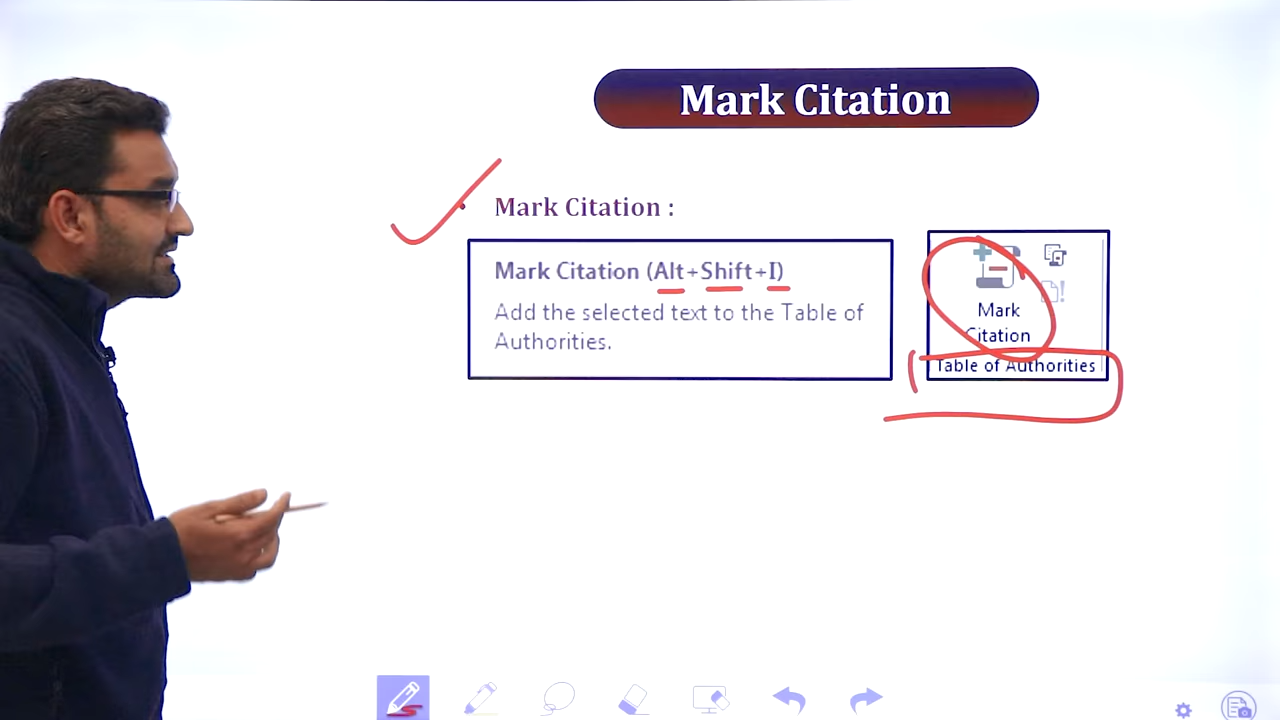 Mark Citation
• Mark Citation :
Mark Citation (Alt+Shift+I)
Add the selected text to the Table of
Authorities.
Mark
Citation
Table of Authorities